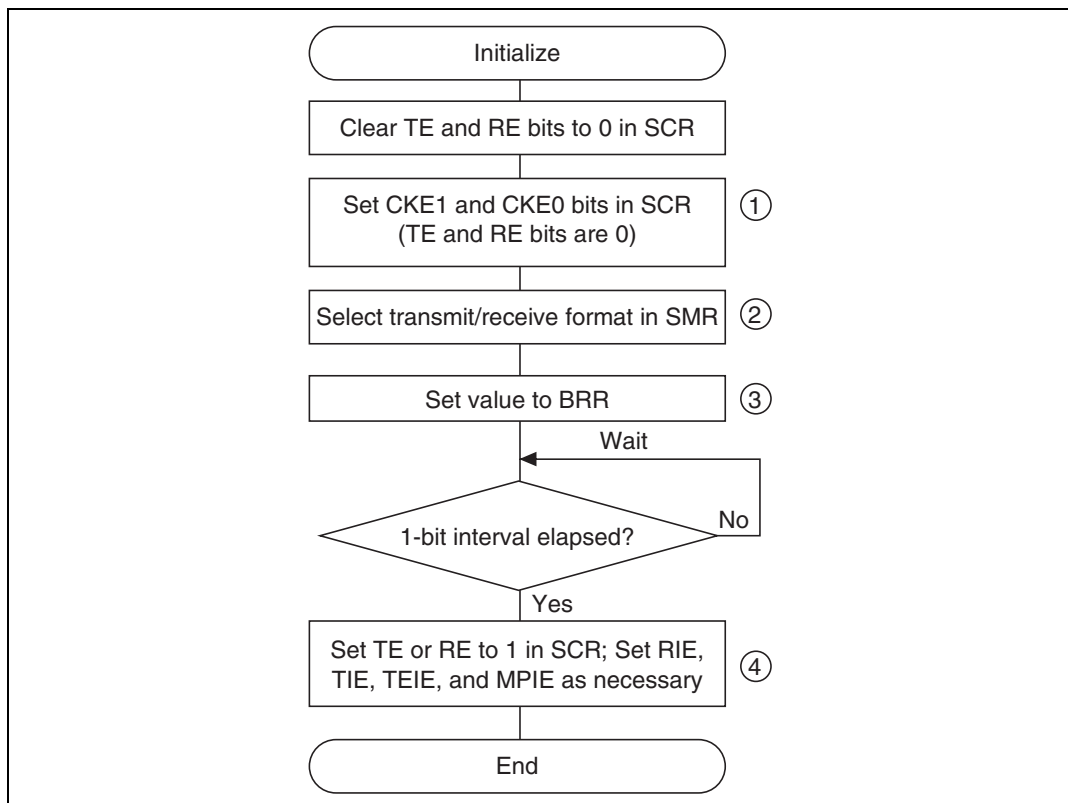 Initialize
Clear TE and RE bits to 0 in SCR
Set CKE1 and CKE0 bits in SCR
(TE and RE bits are 0)
1
Select transmit/receive format in SMR
2
Set value to BRR
3
Wait
1-bit interval elapsed?
No
Yes
Set TE or RE to 1 in SCR; Set RIE,
TIE, TEIE, and MPIE as necessary
4
End